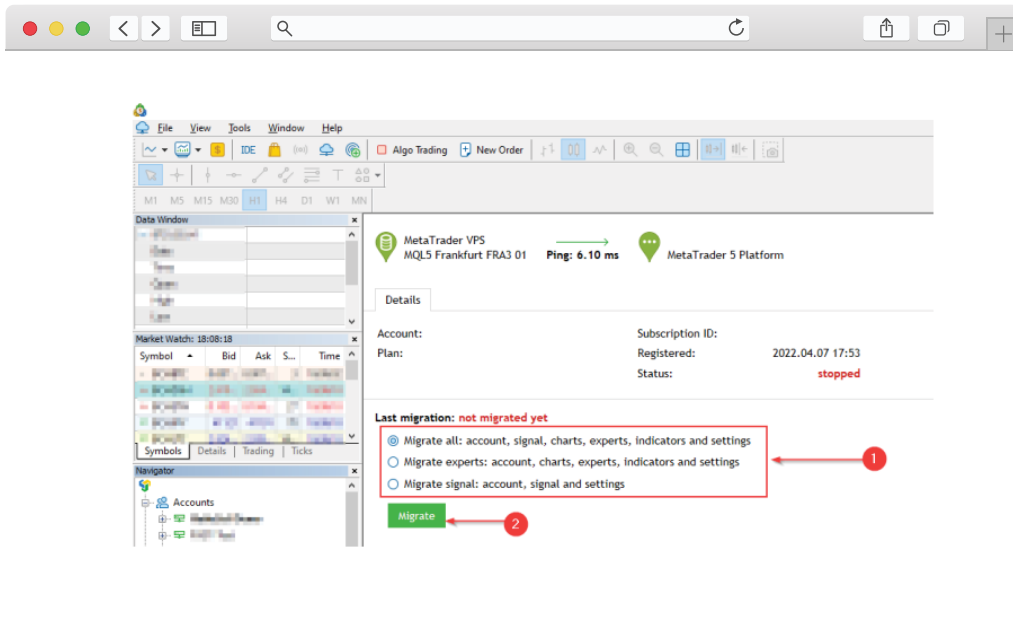 File View Tools Window Help
IDE Algo Trading New Order
M1 M5 M15 M30 H1 H4 D1 W1 MN
Data Window
Market Watch: 18:08:18
Symbol Bid Ask S... Time
Symbols Details Trading Ticks
Navigator
Accounts
MetaTrader VPS
MQL5 Frankfurt FRA3 01
Ping: 6.10 ms
MetaTrader 5 Platform
Details
Account:
Subscription ID:
Plan:
Registered: 2022.04.07 17:53
Status: stopped
Last migration: not migrated yet
Migrate all: account, signal, charts, experts, indicators and settings
Migrate experts: account, charts, experts, indicators and settings
Migrate signal: account, signal and settings
1
Migrate
2